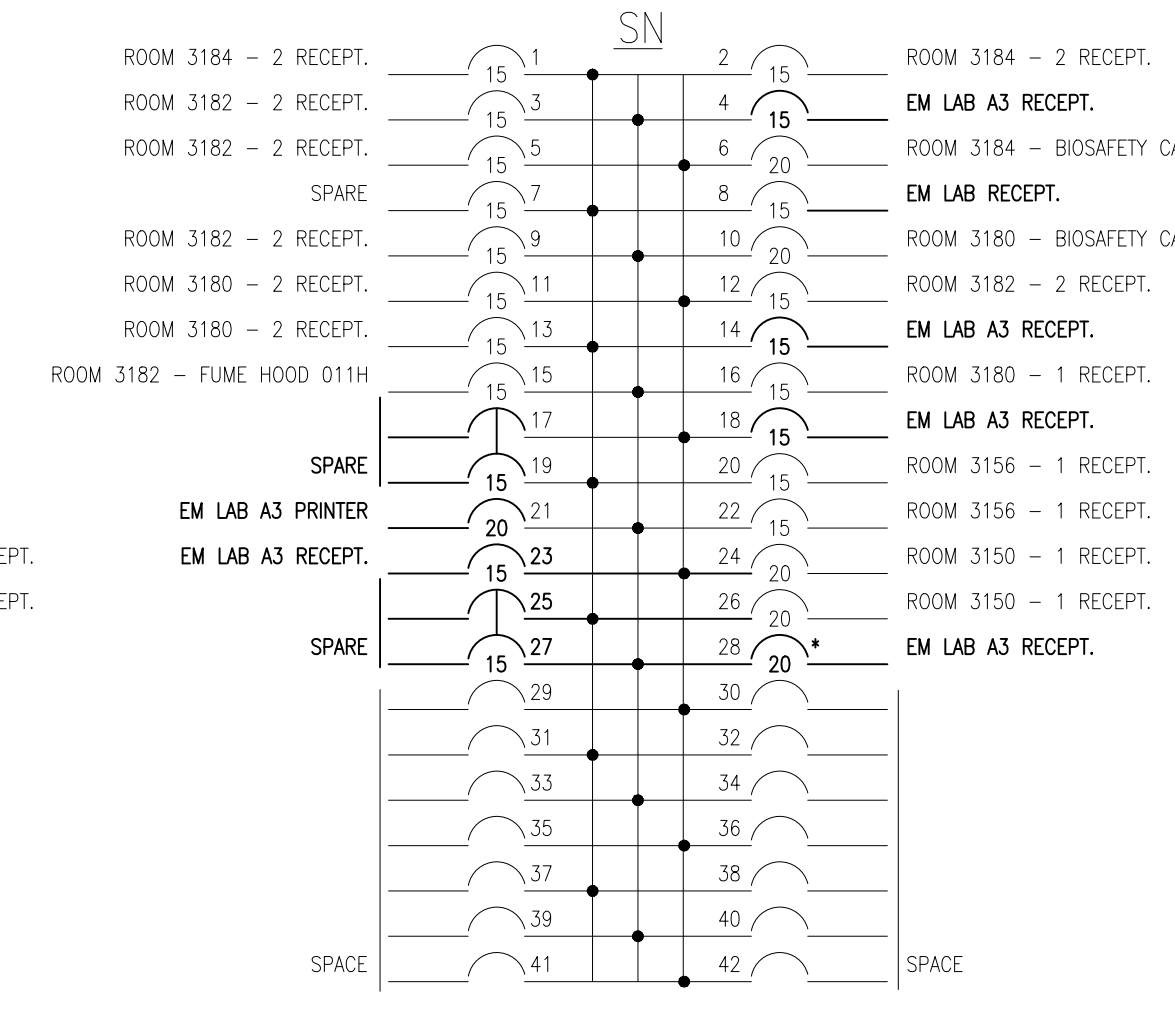 SN
ROOM 3184 – 2 RECEPT. 15 1 2 15 ROOM 3184 – 2 RECEPT.
ROOM 3182 – 2 RECEPT. 15 3 4 15 EM LAB A3 RECEPT.
ROOM 3182 – 2 RECEPT. 15 5 6 20 ROOM 3184 – BIOSAFETY
SPARE 15 7 8 15 EM LAB RECEPT.
ROOM 3182 – 2 RECEPT. 15 9 10 20 ROOM 3180 – BIOSAFETY
ROOM 3180 – 2 RECEPT. 15 11 12 15 ROOM 3182 – 2 RECEPT.
ROOM 3180 – 2 RECEPT. 15 13 14 15 EM LAB A3 RECEPT.
ROOM 3182 – FUME HOOD 011H 15 15 16 15 ROOM 3180 – 1 RECEPT.
17 18 15 EM LAB A3 RECEPT.
SPARE 15 19 20 15 ROOM 3156 – 1 RECEPT.
EM LAB A3 PRINTER 20 21 22 15 ROOM 3156 – 1 RECEPT.
EM LAB A3 RECEPT. 15 23 24 20 ROOM 3150 – 1 RECEPT.
25 26 20 ROOM 3150 – 1 RECEPT.
SPARE 15 27 28 20 * EM LAB A3 RECEPT.
29 30
31 32
33 34
35 36
37 38
39 40
SPACE 41 42 SPACE